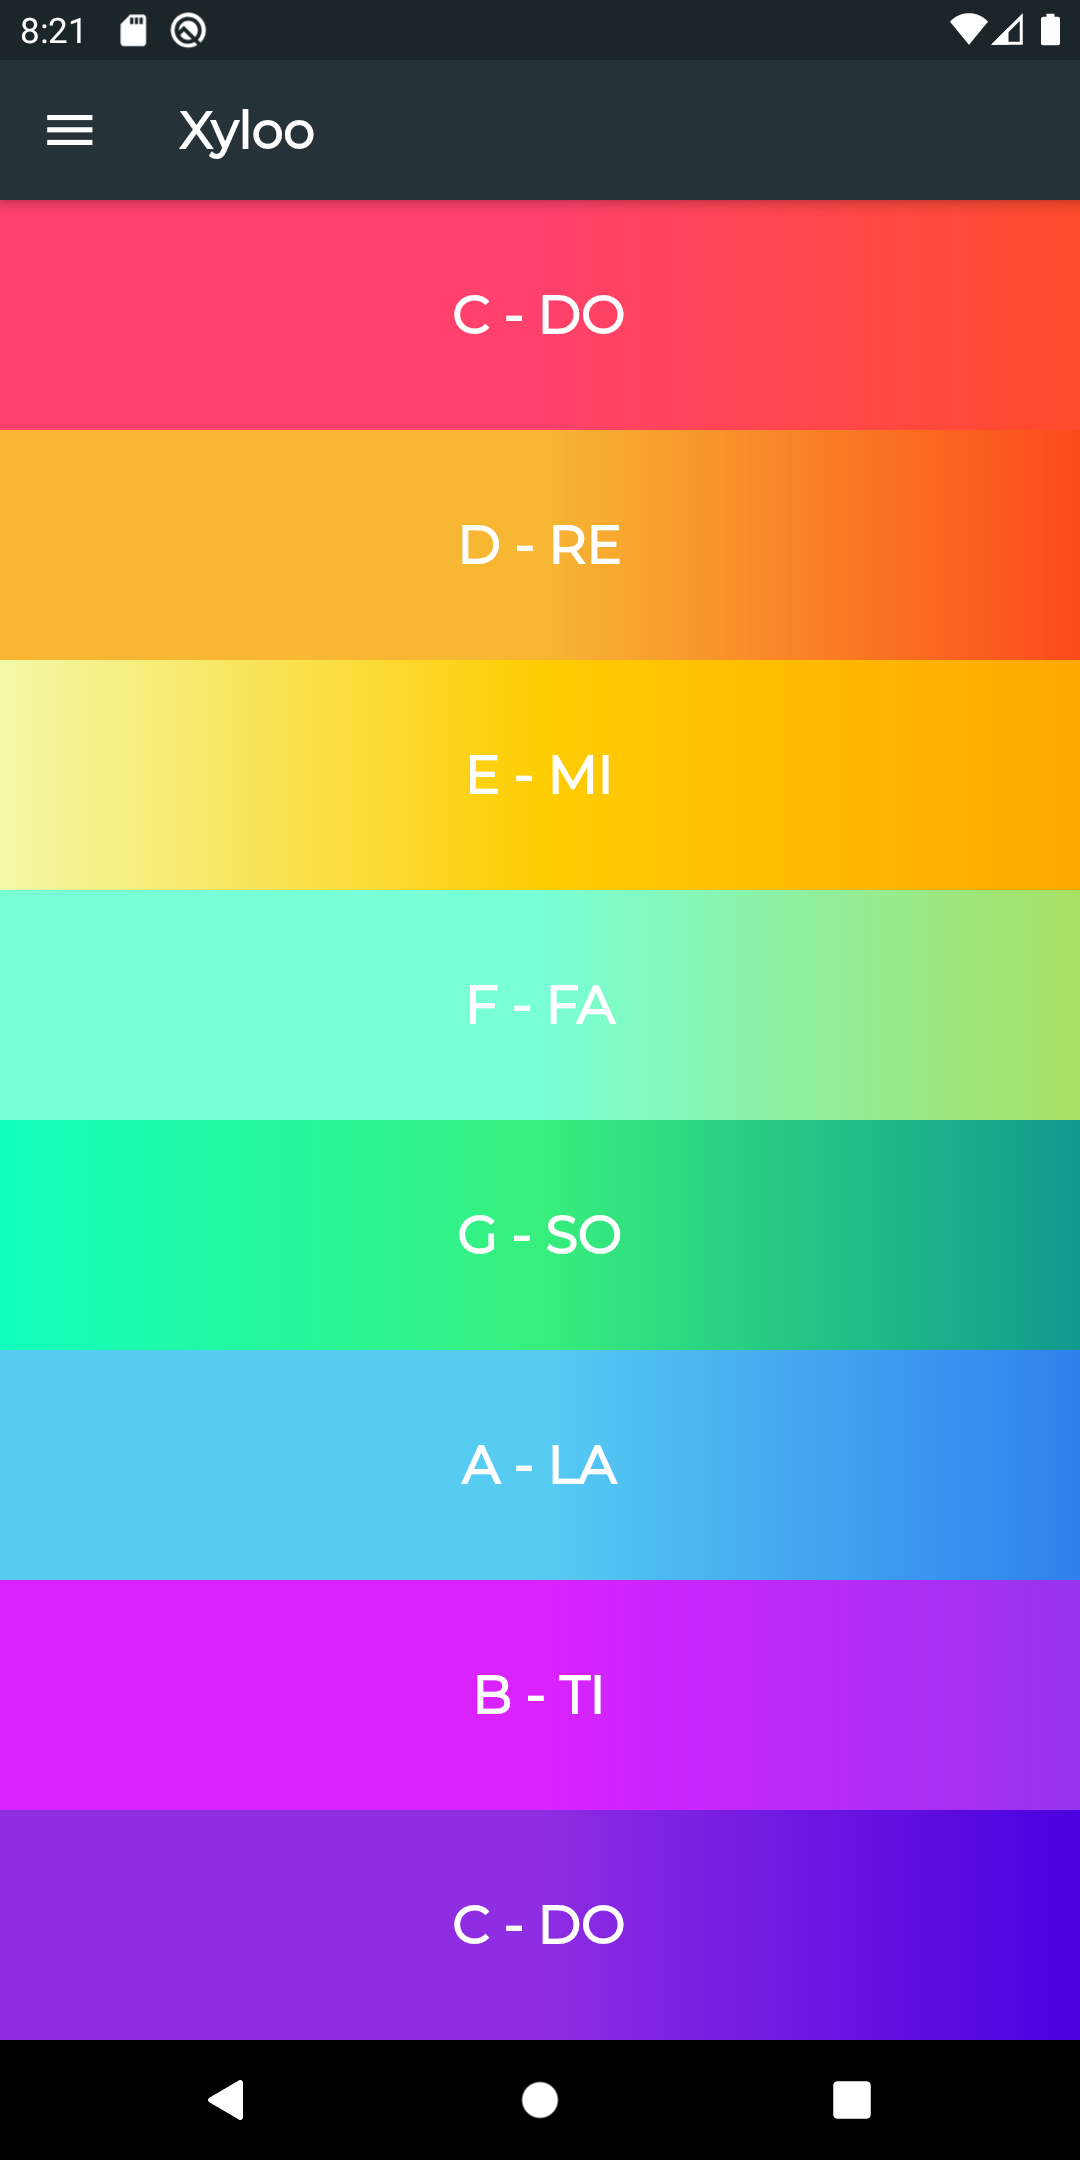 8:21
Xyloo
C - DO
D - RE
E - MI
F - FA
G - SO
A - LA
B - TI
C - DO